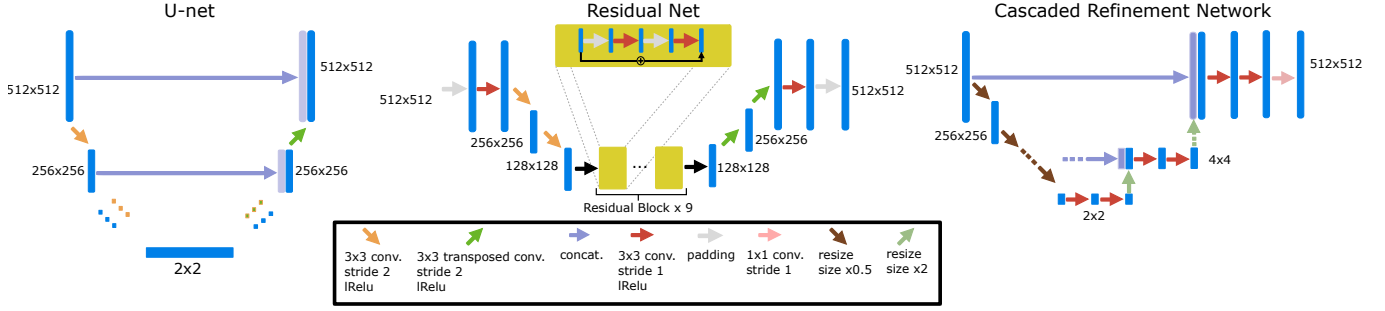 U-net
512x512
512x512
256x256
256x256
2x2
Residual Net
512x512
512x512
256x256
256x256
128x128
128x128
...
Residual Block x 9
Cascaded Refinement Network
512x512
512x512
256x256
4x4
2x2
3x3 conv.
stride 2
lRelu
3x3 transposed conv.
stride 2
lRelu
concat.
3x3 conv.
stride 1
lRelu
padding
1x1 conv.
stride 1
resize
size x0.5
resize
size x2